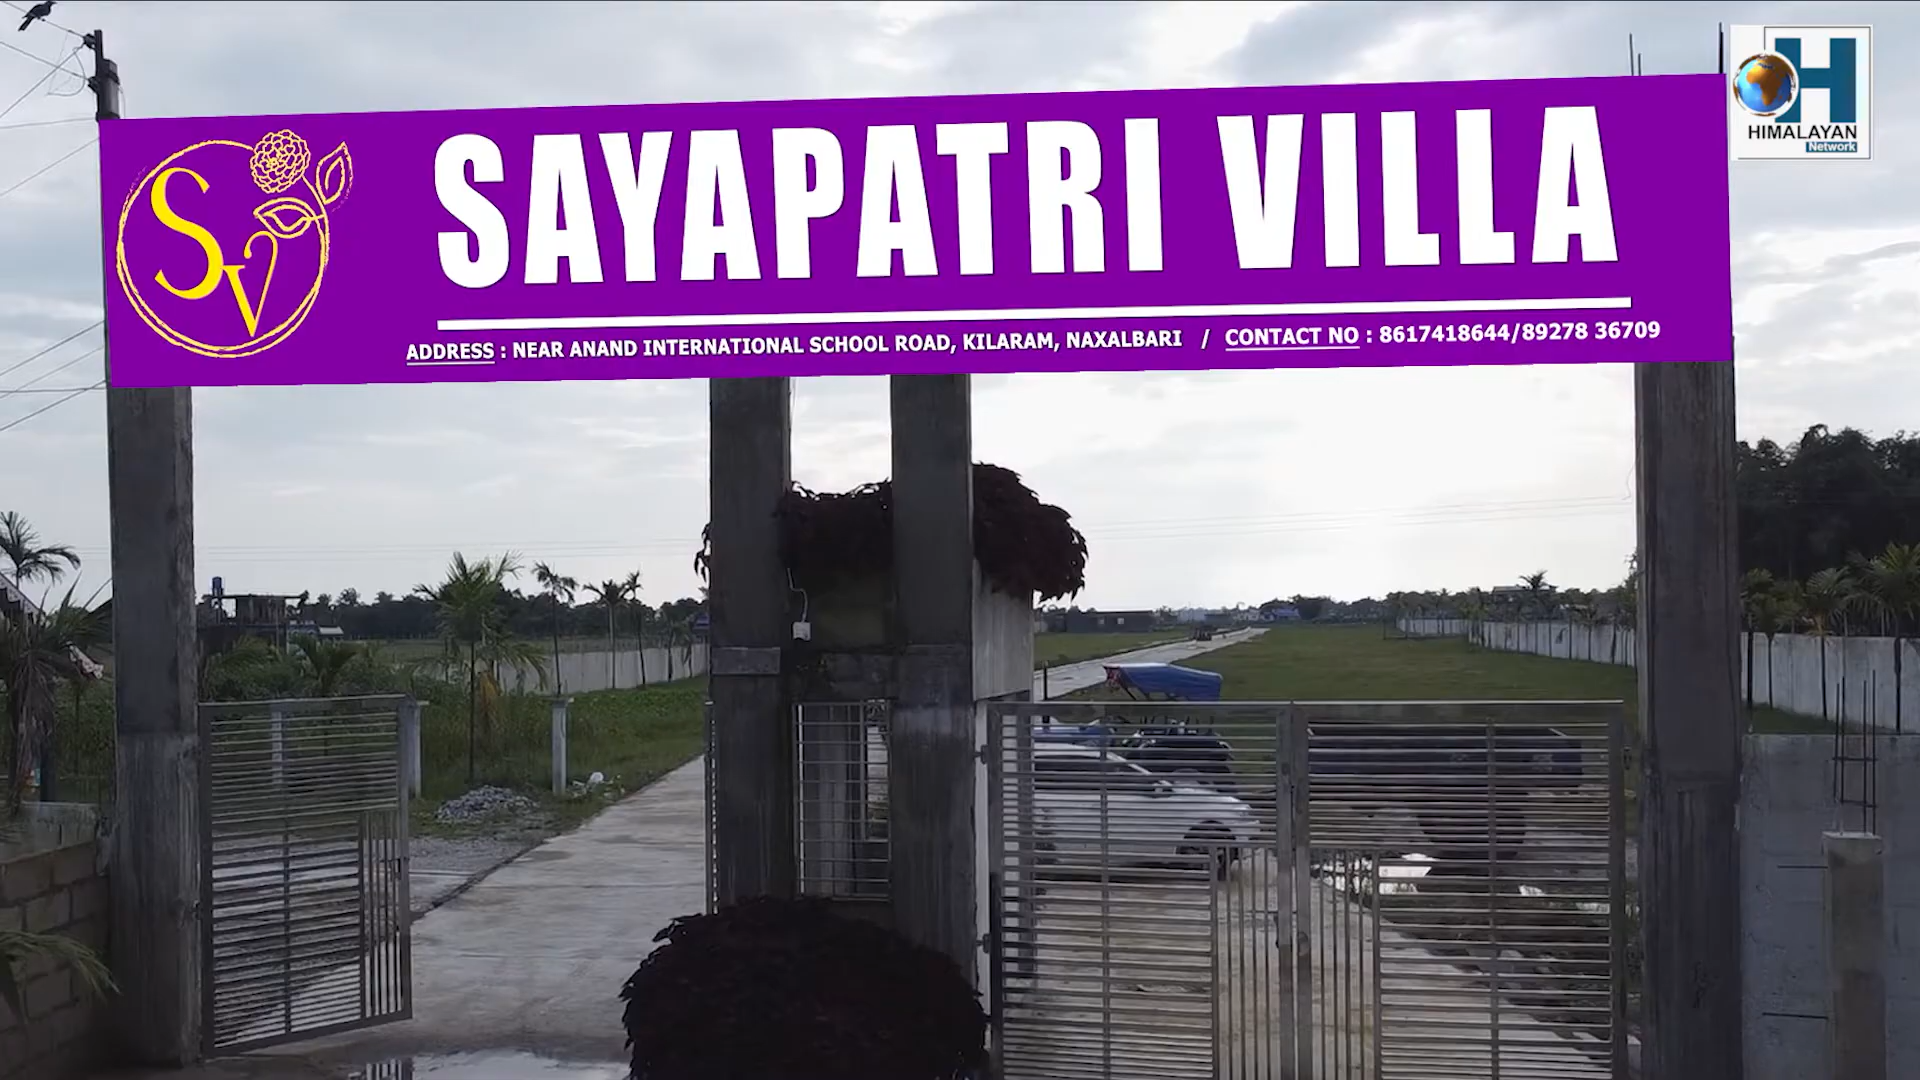 SAYAPATRI VILLA
SV
ADDRESS : NEAR ANAND INTERNATIONAL SCHOOL ROAD, KILARAM, NAXALBARI / CONTACT NO : 8617418644/89278 36709
H
HIMALAYAN
Network